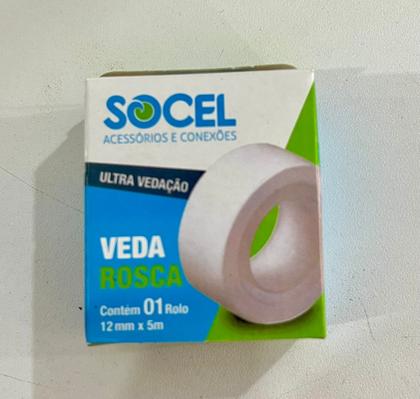 SOCEL
ACESSÓRIOS E CONEXÕES
ULTRA VEDAÇÃO
VEDA
ROSCA
Contém 01 Rolo
12 mm x 5m